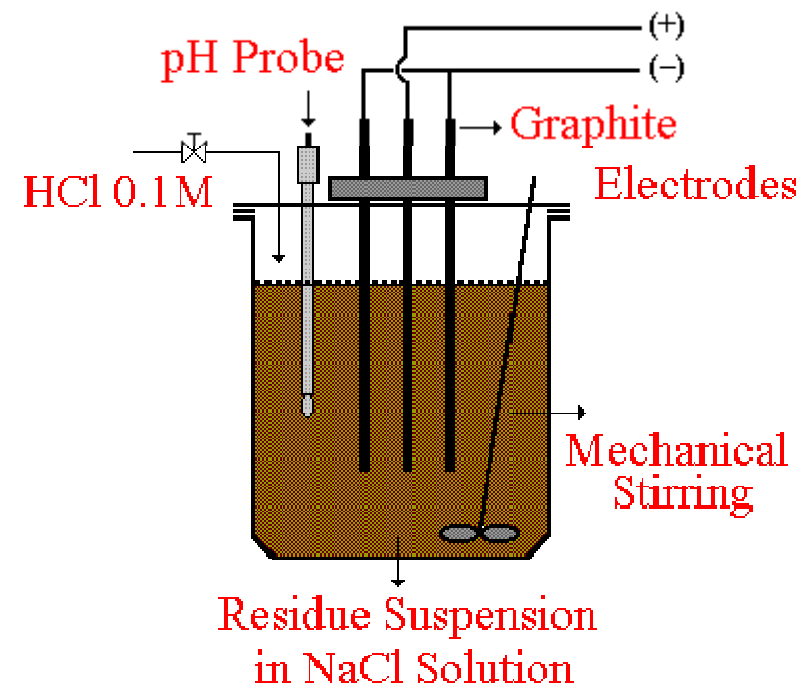 (+)
pH Probe
(−)
Graphite
Electrodes
HCl 0.1M
Mechanical
Stirring
Residue Suspension
in NaCl Solution